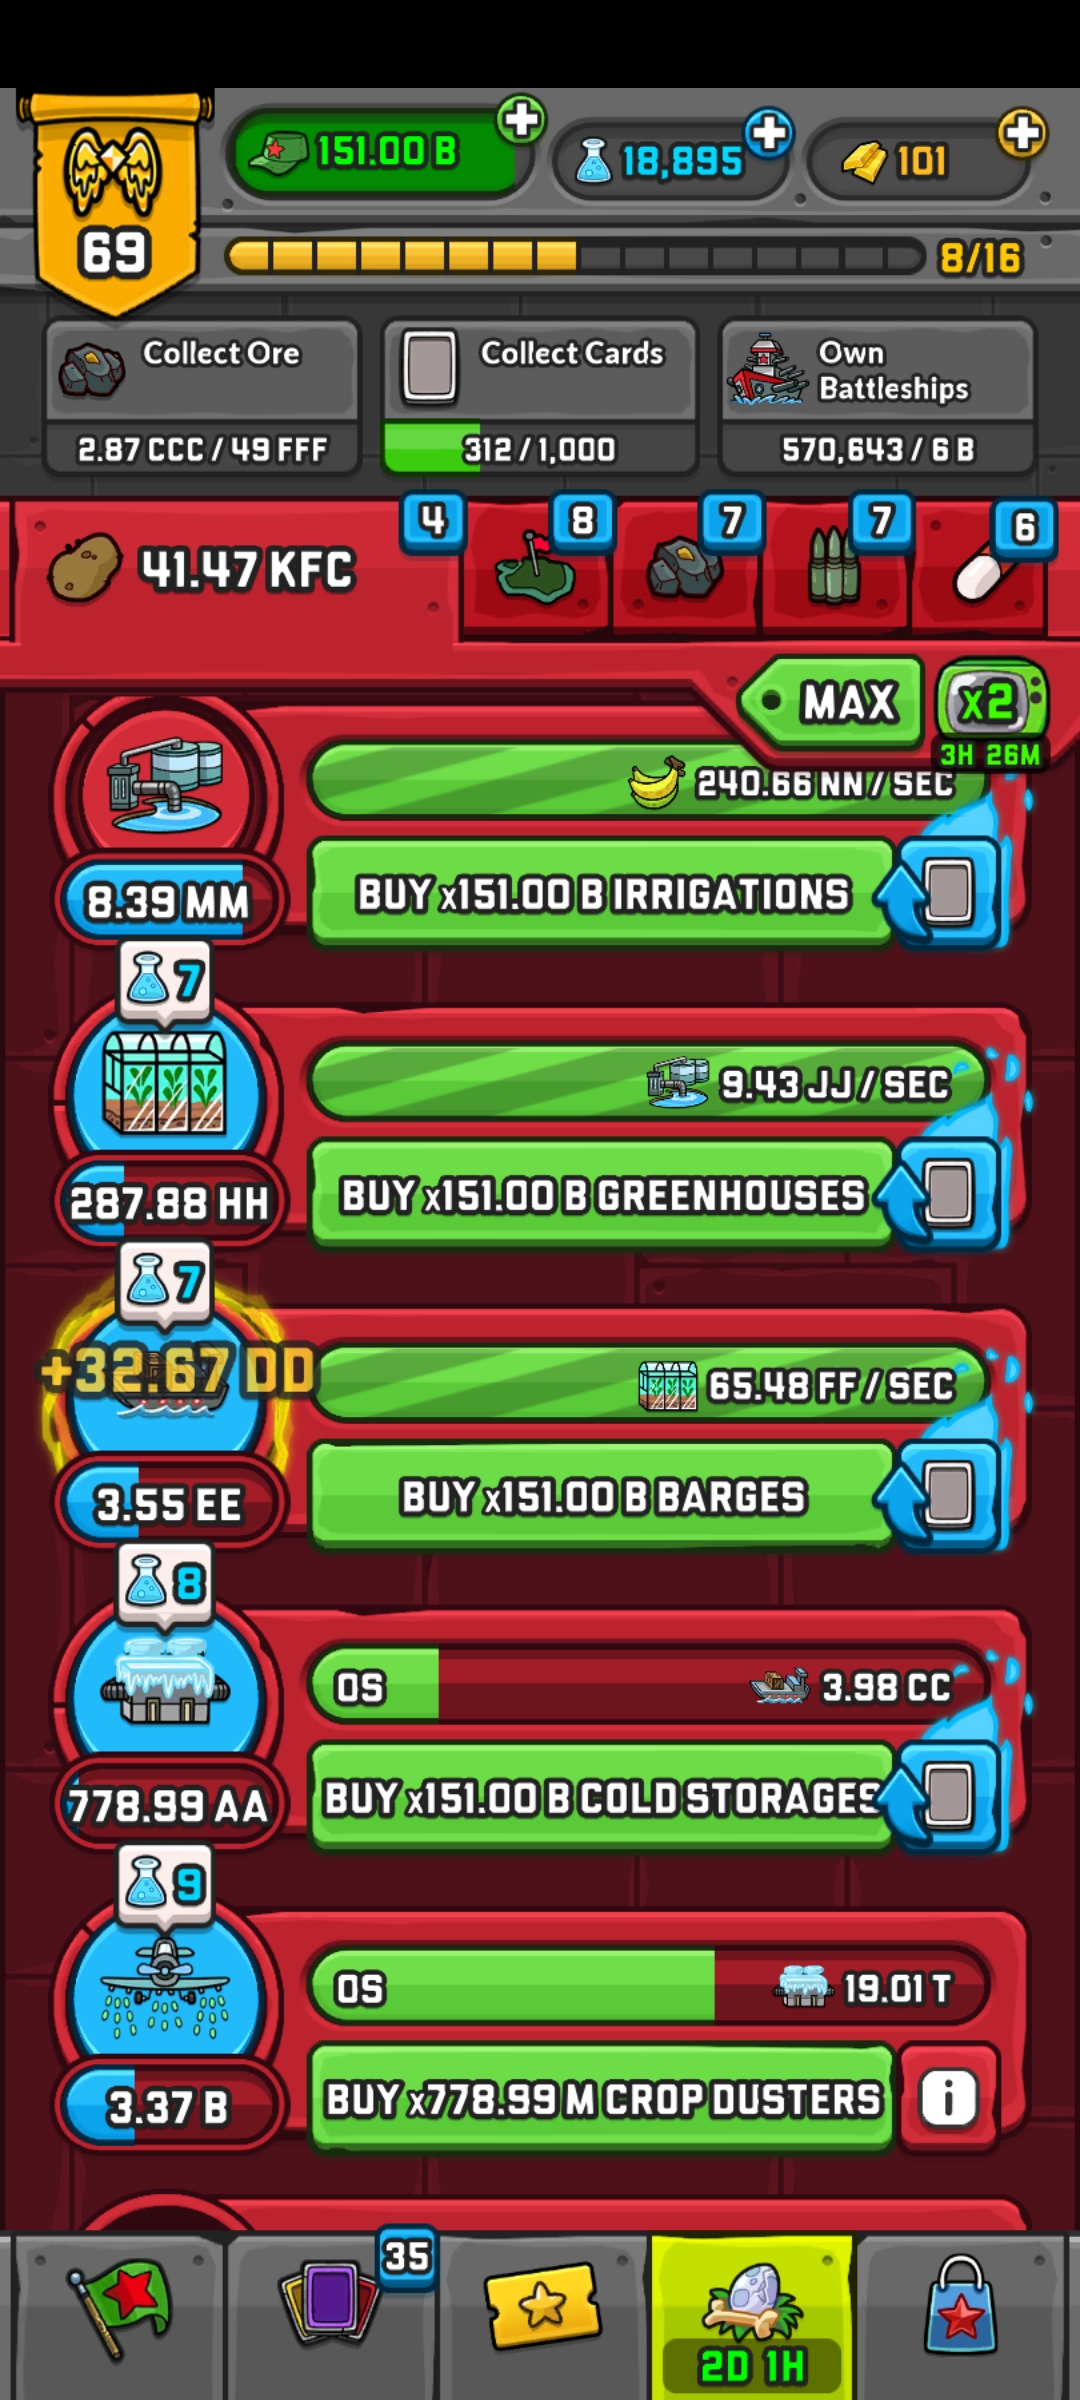 151.00 B
18,895
101
69
8/16
Collect Ore
2.87 CCC / 49 FFF
Collect Cards
312 / 1,000
Own
Battleships
570,643 / 6 B
41.47 KFC
4
8
7
7
6
MAX
x2
3H 26M
240.66 NN / SEC
8.39 MM
BUY x151.00 B IRRIGATIONS
7
9.43 JJ / SEC
287.88 HH
BUY x151.00 B GREENHOUSES
7
+32.67 DD
65.48 FF / SEC
3.55 EE
BUY x151.00 B BARGES
8
0S
3.98 CC
778.99 AA
BUY x151.00 B COLD STORAGES
9
0S
19.01 T
3.37 B
BUY x778.99 M CROP DUSTERS
i
35
2D 1H